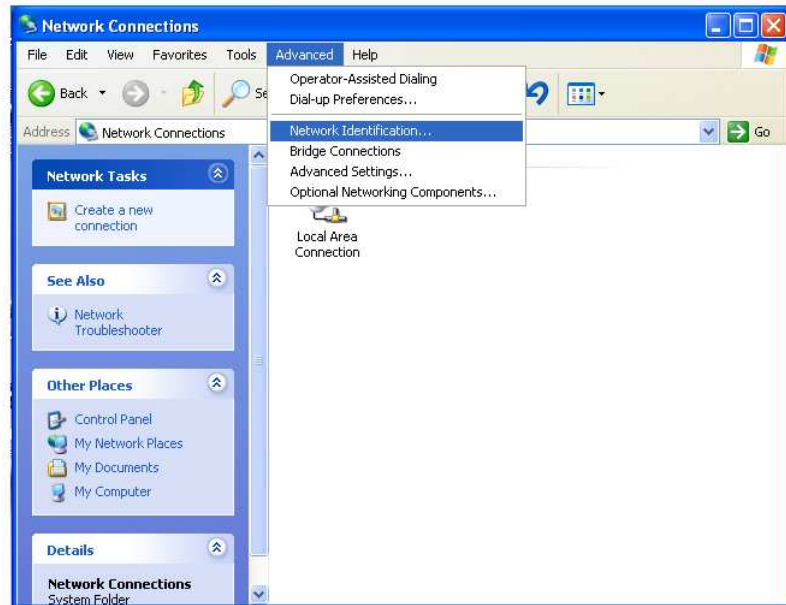 Network Connections
File Edit View Favorites Tools Advanced Help
Back
Address Network Connections Go
Operator-Assisted Dialing
Dial-up Preferences...
Network Identification...
Bridge Connections
Advanced Settings...
Optional Networking Components...
Network Tasks
Create a new
connection
See Also
Network
Troubleshooter
Other Places
Control Panel
My Network Places
My Documents
My Computer
Details
Network Connections
System Folder
Local Area
Connection